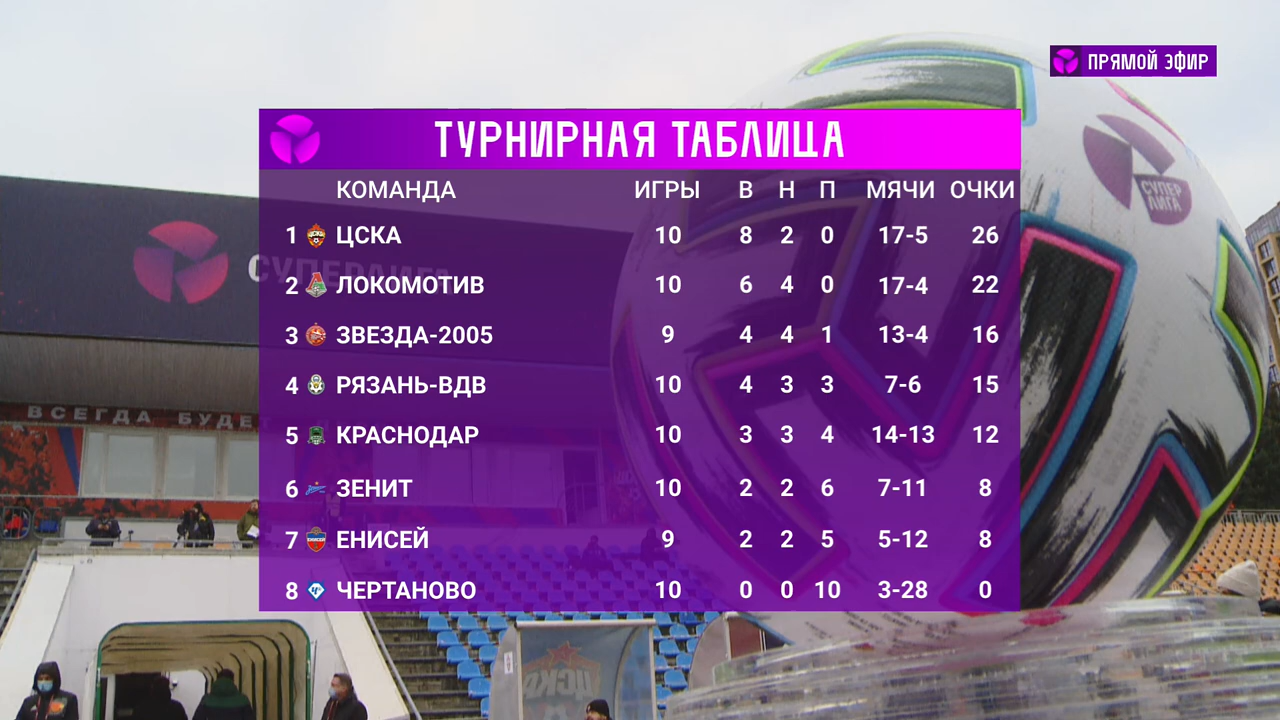 ПРЯМОЙ ЭФИР
ТУРНИРНАЯ ТАБЛИЦА
КОМАНДА ИГРЫ В Н П МЯЧИ ОЧКИ
1 ЦСКА 10 8 2 0 17-5 26
2 ЛОКОМОТИВ 10 6 4 0 17-4 22
3 ЗВЕЗДА-2005 9 4 4 1 13-4 16
4 РЯЗАНЬ-ВДВ 10 4 3 3 7-6 15
5 КРАСНОДАР 10 3 3 4 14-13 12
6 ЗЕНИТ 10 2 2 6 7-11 8
7 ЕНИСЕЙ 9 2 2 5 5-12 8
8 ЧЕРТАНОВО 10 0 0 10 3-28 0
СУПЕР
ЛИГА
СУПЕРЛИГА
ВСЕГДА БУДЕ
ЦСКА